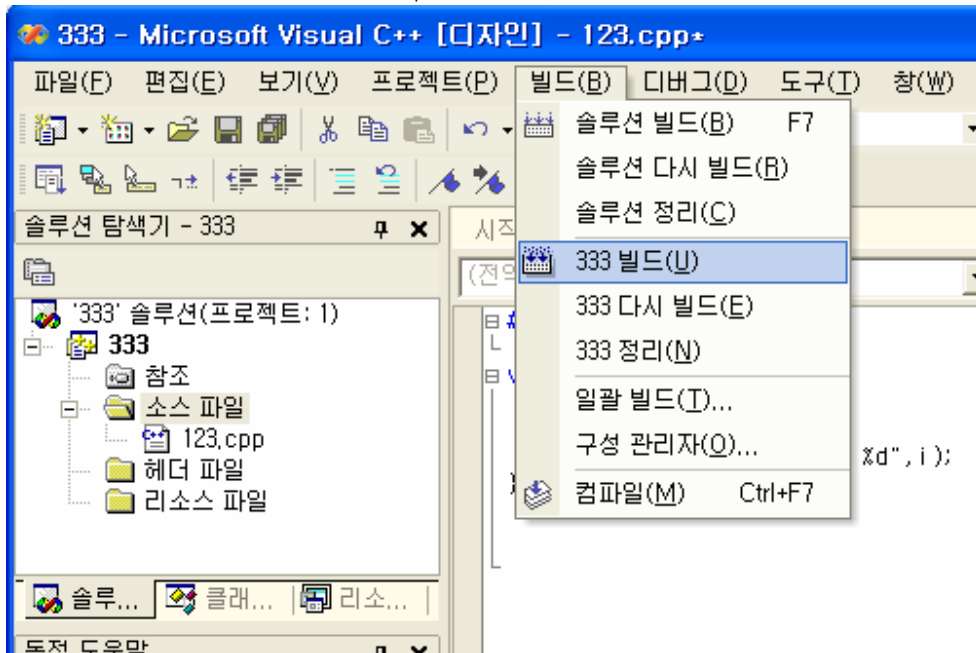 333 - Microsoft Visual C++ [디자인] - 123.cpp*
파일(F) 편집(E) 보기(V) 프로젝트(P) 빌드(B) 디버그(D) 도구(T) 창(W)
솔루션 빌드(B) F7
솔루션 다시 빌드(R)
솔루션 정리(C)
333 빌드(U)
333 다시 빌드(E)
333 정리(N)
일괄 빌드(T)...
구성 관리자(O)...
컴파일(M) Ctrl+F7
솔루션 탐색기 - 333
'333' 솔루션(프로젝트: 1)
333
참조
소스 파일
123.cpp
헤더 파일
리소스 파일
%d",i);
솔루... 클래... 리소...